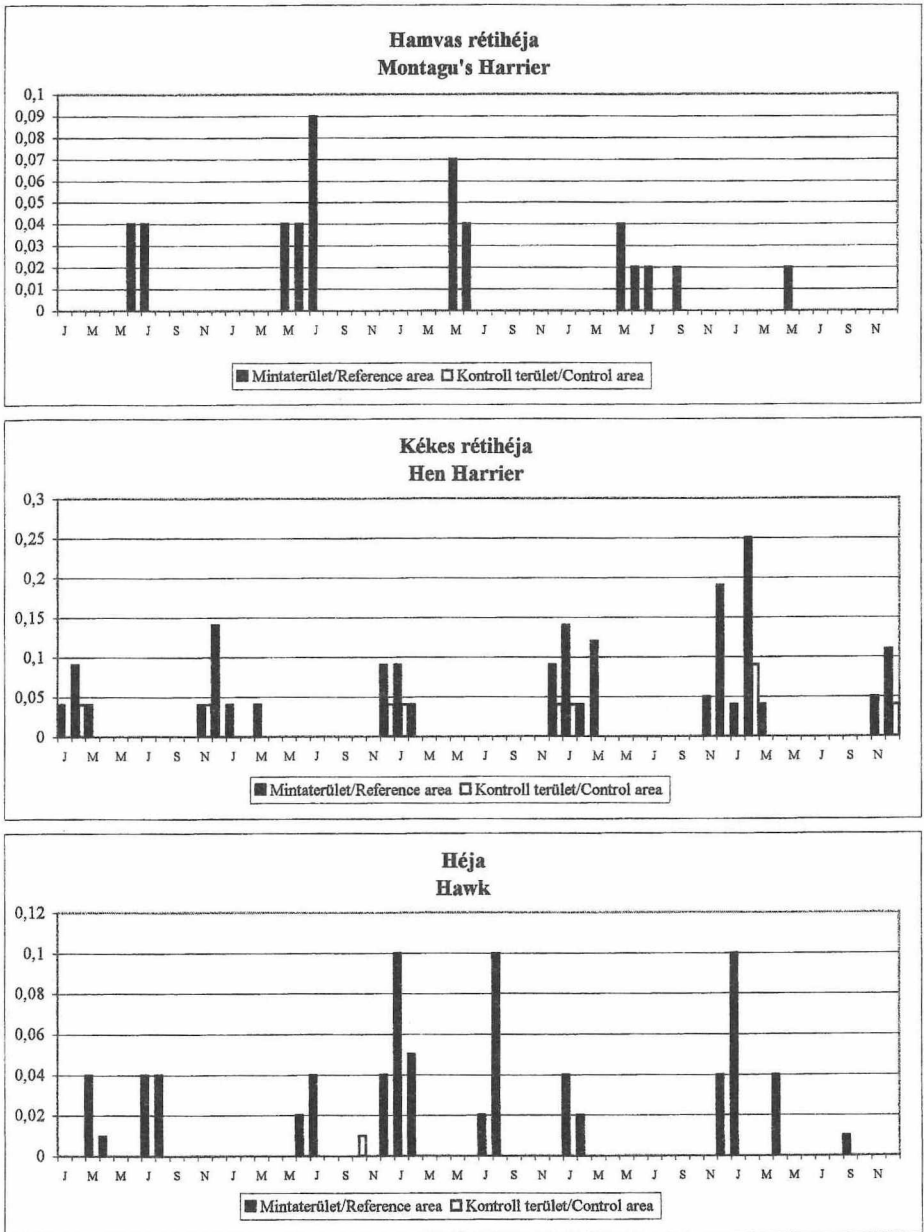 Hamvas rétihéja
Montagu's Harrier
0,1
0,09
0,08
0,07
0,06
0,05
0,04
0,03
0,02
0,01
0
J M M J S N J M M J S N J M M J S N J M M J S N J M M J S N
Mintaterület/Reference area Kontroll terület/Control area
Kékes rétihéja
Hen Harrier
0,3
0,25
0,2
0,15
0,1
0,05
0
J M M J S N J M M J S N J M M J S N J M M J S N J M M J S N
Mintaterület/Reference area Kontroll terület/Control area
Héja
Hawk
0,12
0,1
0,08
0,06
0,04
0,02
0
J M M J S N J M M J S N J M M J S N J M M J S N J M M J S N
Mintaterület/Reference area Kontroll terület/Control area